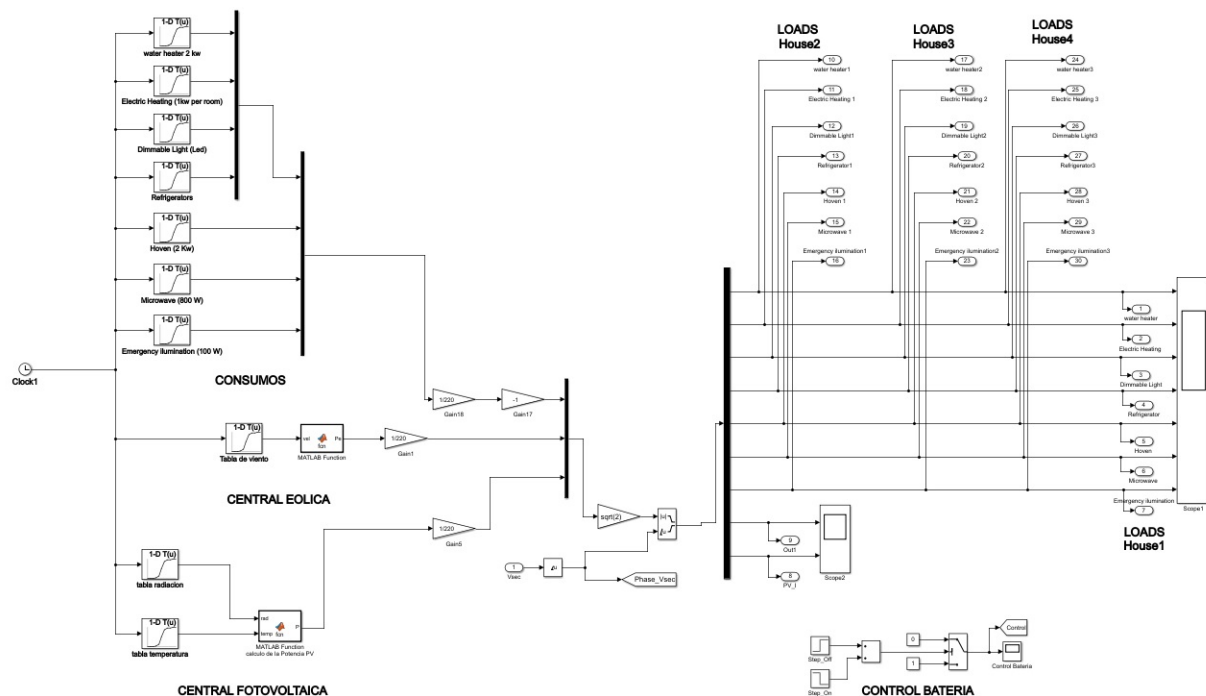 1-D T(u)
water heater 2 kw
1-D T(u)
Electric Heating (1kw per room)
1-D T(u)
Dimmable Light (Led)
1-D T(u)
Refrigerators
1-D T(u)
Hoven (2 Kw)
1-D T(u)
Microwave (800 W)
1-D T(u)
Emergency ilumination (100 W)
Clock1
CONSUMOS
1/220
Gain16
-1
Gain17
1-D T(u)
Tabla de viento
vel
fcn
Pe
MATLAB Function
1/220
Gain1
CENTRAL EOLICA
1/220
Gain5
1-D T(u)
tabla radiacion
1-D T(u)
tabla temperatura
rad
temp
fcn
P
MATLAB Function
calculo de la Potencia PV
CENTRAL FOTOVOLTAICA
sqrt(2)
|u|
∠u
1
Vsec
∠u
Phase_Vsec
LOADS
House2
10
water heater1
11
Electric Heating 1
12
Dimmable Light1
13
Refrigerator1
14
Hoven 1
15
Microwave 1
Emergency ilumination1
16
LOADS
House3
17
water heater2
18
Electric Heating 2
19
Dimmable Light2
20
Refrigerator2
21
Hoven 2
22
Microwave 2
Emergency ilumination2
23
LOADS
House4
24
water heater3
25
Electric Heating 3
26
Dimmable Light3
27
Refrigerator3
28
Hoven 3
29
Microwave 3
Emergency ilumination3
30
1
water heater
2
Electric Heating
3
Dimmable Light
4
Refrigerator
5
Hoven
6
Microwave
Emergency ilumination
7
Scope1
LOADS
House1
9
Out1
8
PV_I
Scope2
Step_Off
Step_On
+
+
0
1
Control
Control Bateria
CONTROL BATERIA